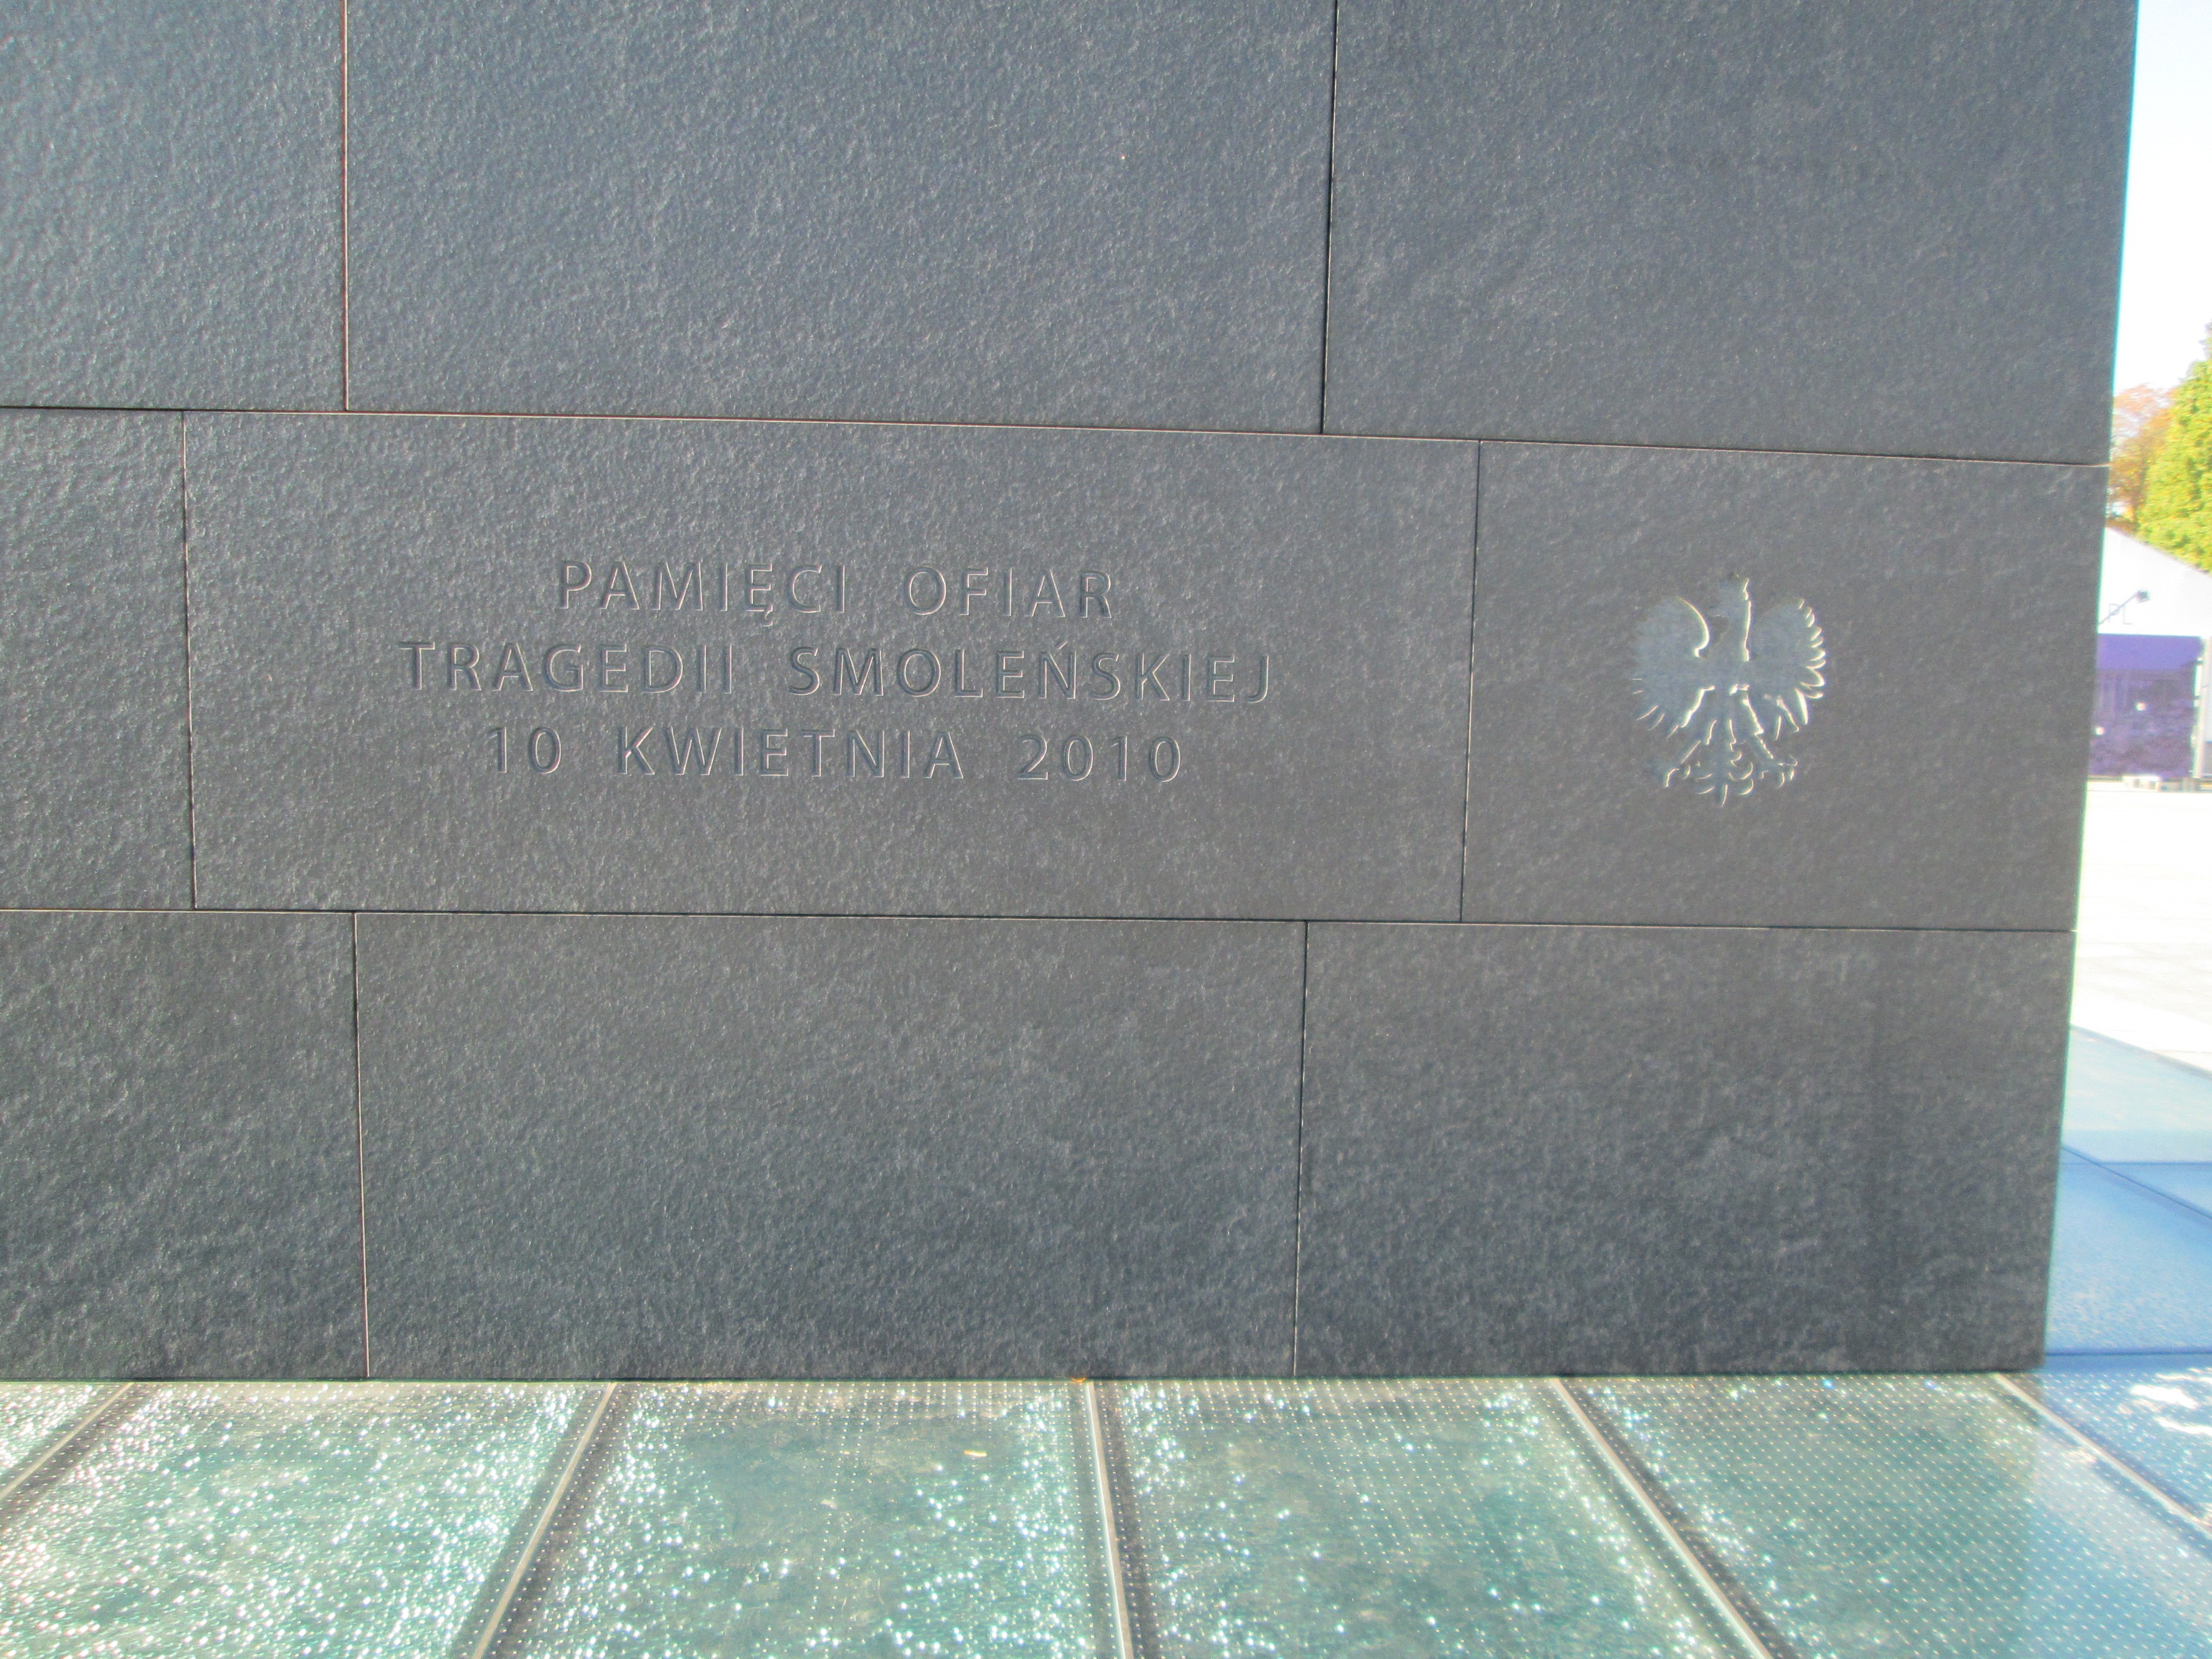 PAMIĘCI OFIAR
TRAGEDII SMOLEŃSKIEJ
10 KWIETNIA 2010